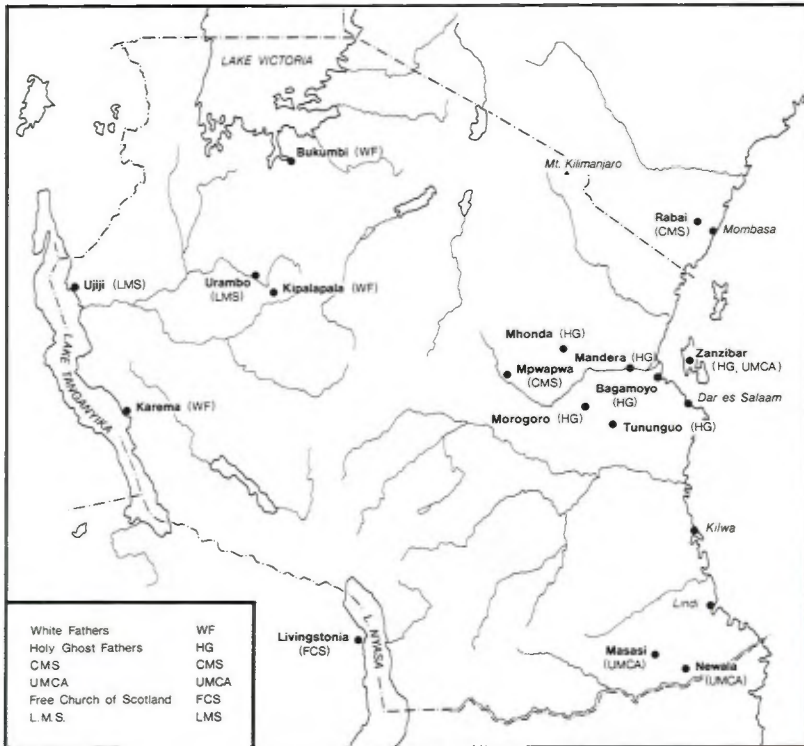 LAKE VICTORIA
Bukumbi (WF)
Mt. Kilimanjaro
Rabai
(CMS)
Mombasa
Ujiji (LMS)
Urambo
(LMS)
Kipalapala (WF)
LAKE TANGANYIKA
Karema (WF)
Mhonda (HG)
Mandera (HG)
Zanzibar
(HG, UMCA)
Mpwapwa
(CMS)
Bagamoyo
(HG)
Dar es Salaam
Morogoro (HG)
Tununguo (HG)
Kilwa
Lindi
Livingstonia
(FCS)
L. NYASA
Masasi
(UMCA)
Newala
(UMCA)
White Fathers WF
Holy Ghost Fathers HG
CMS CMS
UMCA UMCA
Free Church of Scotland FCS
L.M.S. LMS